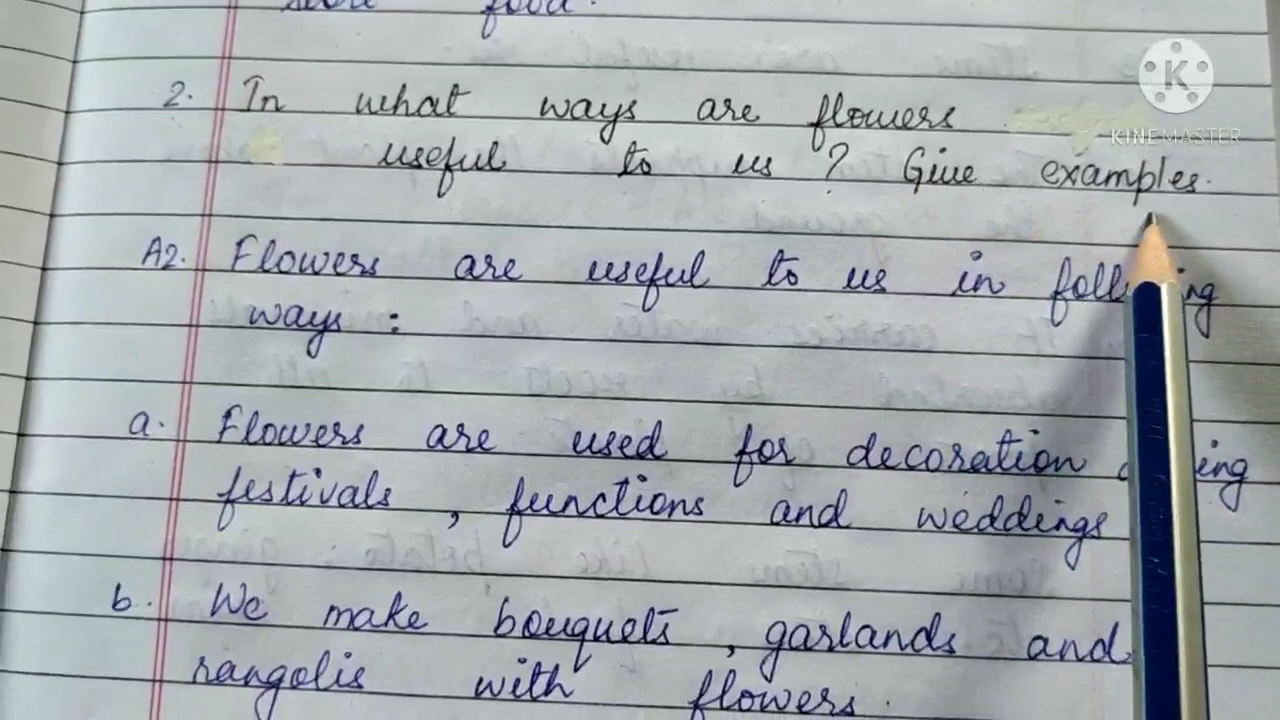 food.
K
KINEMASTER
2. In what ways are flowers
useful to us ? Give examples.
A2. Flowers are useful to us in
ways :
a. Flowers are used for decoration
festivals , functions and weddings
b. We make bouquets , garlands and
rangolis with flowers .